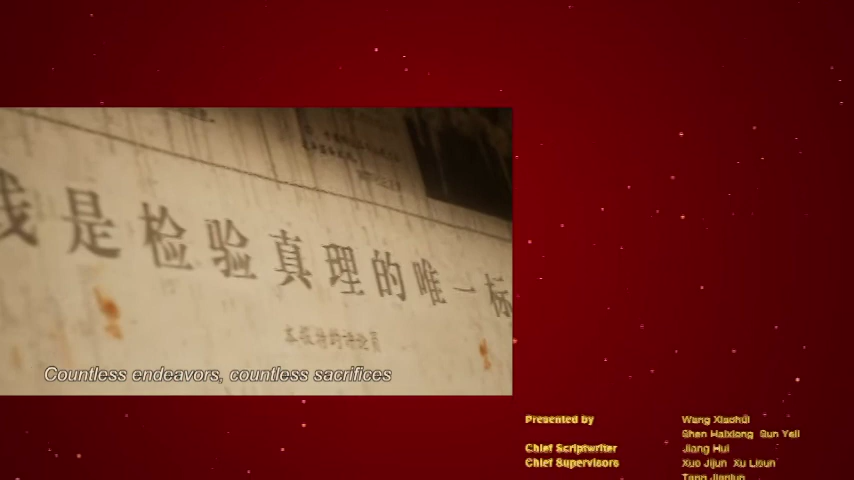 践是检验真理的唯一标
本报特约评论员
Countless endeavors, countless sacrifices
Presented by Wang Xiaohui
Shen Haixiong Sun Yeli
Chief Scriptwriter Jiang Hui
Chief Supervisors Xuo Jijun Xu Lisun
Tang Jianjun